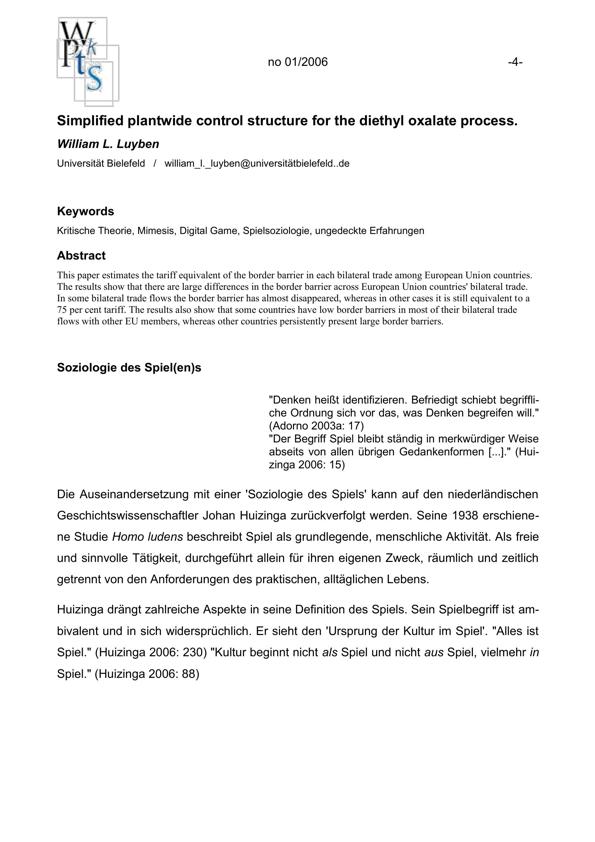 W
Pk
tS
no 01/2006 -4-
Simplified plantwide control structure for the diethyl oxalate process.
William L. Luyben
Universität Bielefeld / william_l._luyben@universitätbielefeld..de
Keywords
Kritische Theorie, Mimesis, Digital Game, Spielsoziologie, ungedeckte Erfahrungen
Abstract
This paper estimates the tariff equivalent of the border barrier in each bilateral trade among European Union countries.
The results show that there are large differences in the border barrier across European Union countries' bilateral trade.
In some bilateral trade flows the border barrier has almost disappeared, whereas in other cases it is still equivalent to a
75 per cent tariff. The results also show that some countries have low border barriers in most of their bilateral trade
flows with other EU members, whereas other countries persistently present large border barriers.
Soziologie des Spiel(en)s
"Denken heißt identifizieren. Befriedigt schiebt begriffli-
che Ordnung sich vor das, was Denken begreifen will."
(Adorno 2003a: 17)
"Der Begriff Spiel bleibt ständig in merkwürdiger Weise
abseits von allen übrigen Gedankenformen [...]." (Hui-
zinga 2006: 15)
Die Auseinandersetzung mit einer 'Soziologie des Spiels' kann auf den niederländischen
Geschichtswissenschaftler Johan Huizinga zurückverfolgt werden. Seine 1938 erschiene-
ne Studie Homo ludens beschreibt Spiel als grundlegende, menschliche Aktivität. Als freie
und sinnvolle Tätigkeit, durchgeführt allein für ihren eigenen Zweck, räumlich und zeitlich
getrennt von den Anforderungen des praktischen, alltäglichen Lebens.
Huizinga drängt zahlreiche Aspekte in seine Definition des Spiels. Sein Spielbegriff ist am-
bivalent und in sich widersprüchlich. Er sieht den 'Ursprung der Kultur im Spiel'. "Alles ist
Spiel." (Huizinga 2006: 230) "Kultur beginnt nicht als Spiel und nicht aus Spiel, vielmehr in
Spiel." (Huizinga 2006: 88)